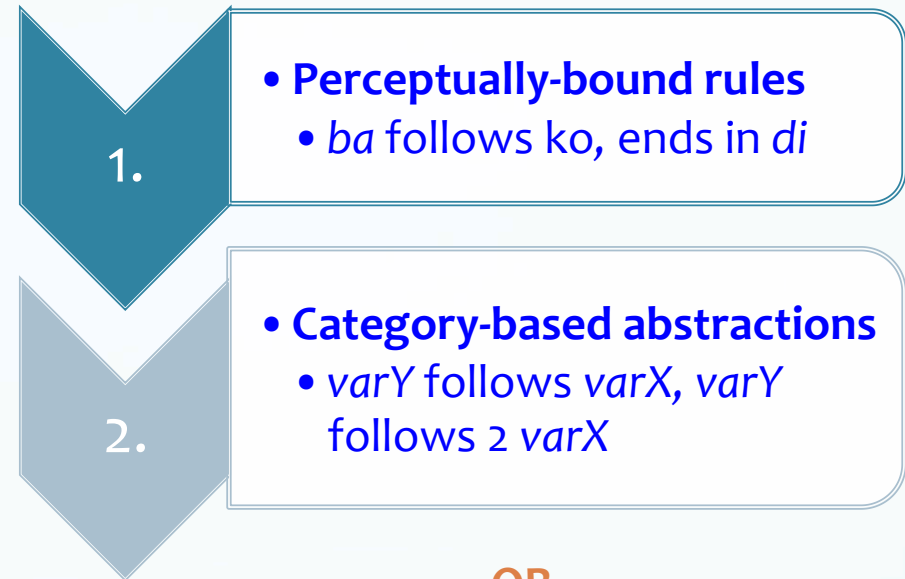 1.
• Perceptually-bound rules
• ba follows ko, ends in di
2.
• Category-based abstractions
• varY follows varX, varY
follows 2 varX
OR